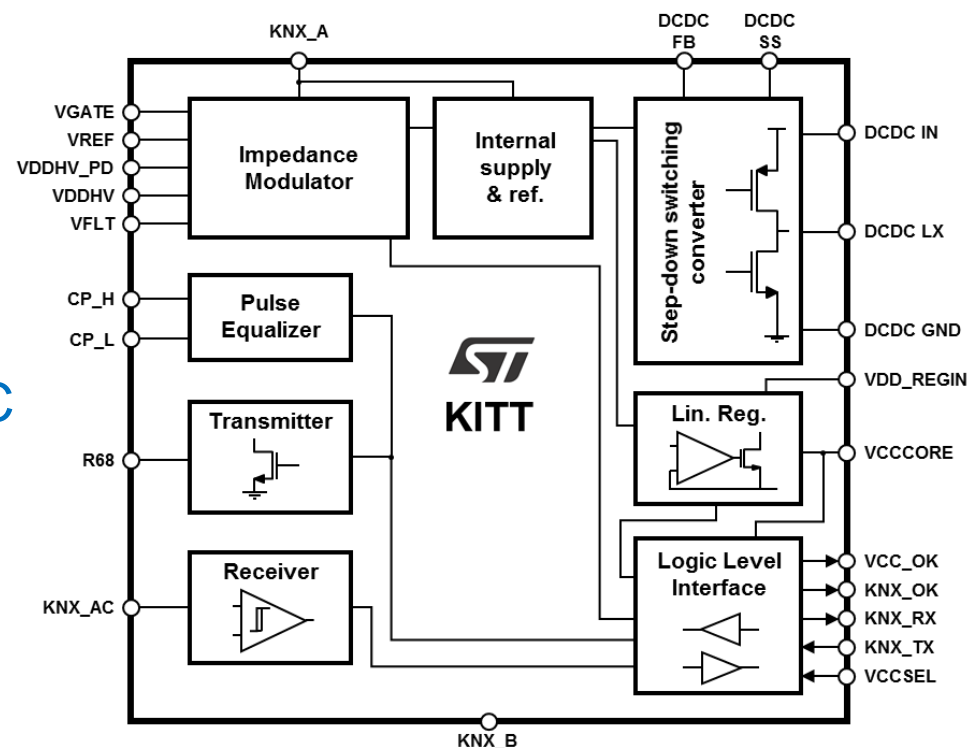 KNX_A
DCDC
FB
DCDC
SS
VGATE
VREF
VDDHV_PD
VDDHV
VFLT
Impedance
Modulator
Internal
supply
& ref.
Step-down switching
converter
DCDC IN
DCDC LX
DCDC GND
CP_H
CP_L
Pulse
Equalizer
ST
KITT
VDD_REGIN
Lin. Reg.
VCCCORE
C
R68
Transmitter
KNX_AC
Receiver
Logic Level
Interface
VCC_OK
KNX_OK
KNX_RX
KNX_TX
VCCSEL
KNX_B